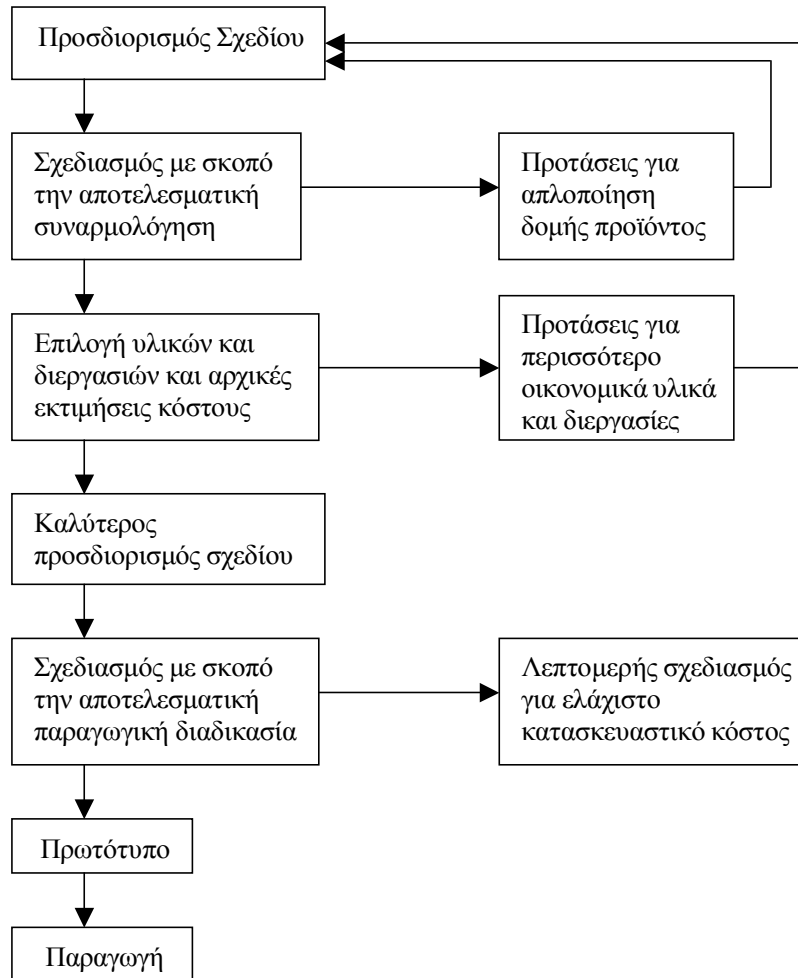 Προσδιορισμός Σχεδίου
Σχεδιασμός με σκοπό
την αποτελεσματική
συναρμολόγηση
Προτάσεις για
απλοποίηση
δομής προϊόντος
Επιλογή υλικών και
διεργασιών και αρχικές
εκτιμήσεις κόστους
Προτάσεις για
περισσότερο
οικονομικά υλικά
και διεργασίες
Καλύτερος
προσδιορισμός σχεδίου
Σχεδιασμός με σκοπό
την αποτελεσματική
παραγωγική διαδικασία
Λεπτομερής σχεδιασμός
για ελάχιστο
κατασκευαστικό κόστος
Πρωτότυπο
Παραγωγή